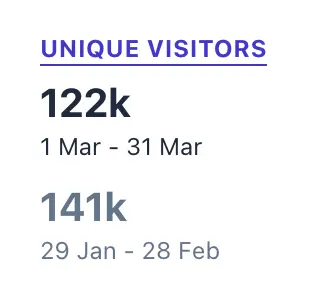 UNIQUE VISITORS
122k
1 Mar - 31 Mar
141k
29 Jan - 28 Feb